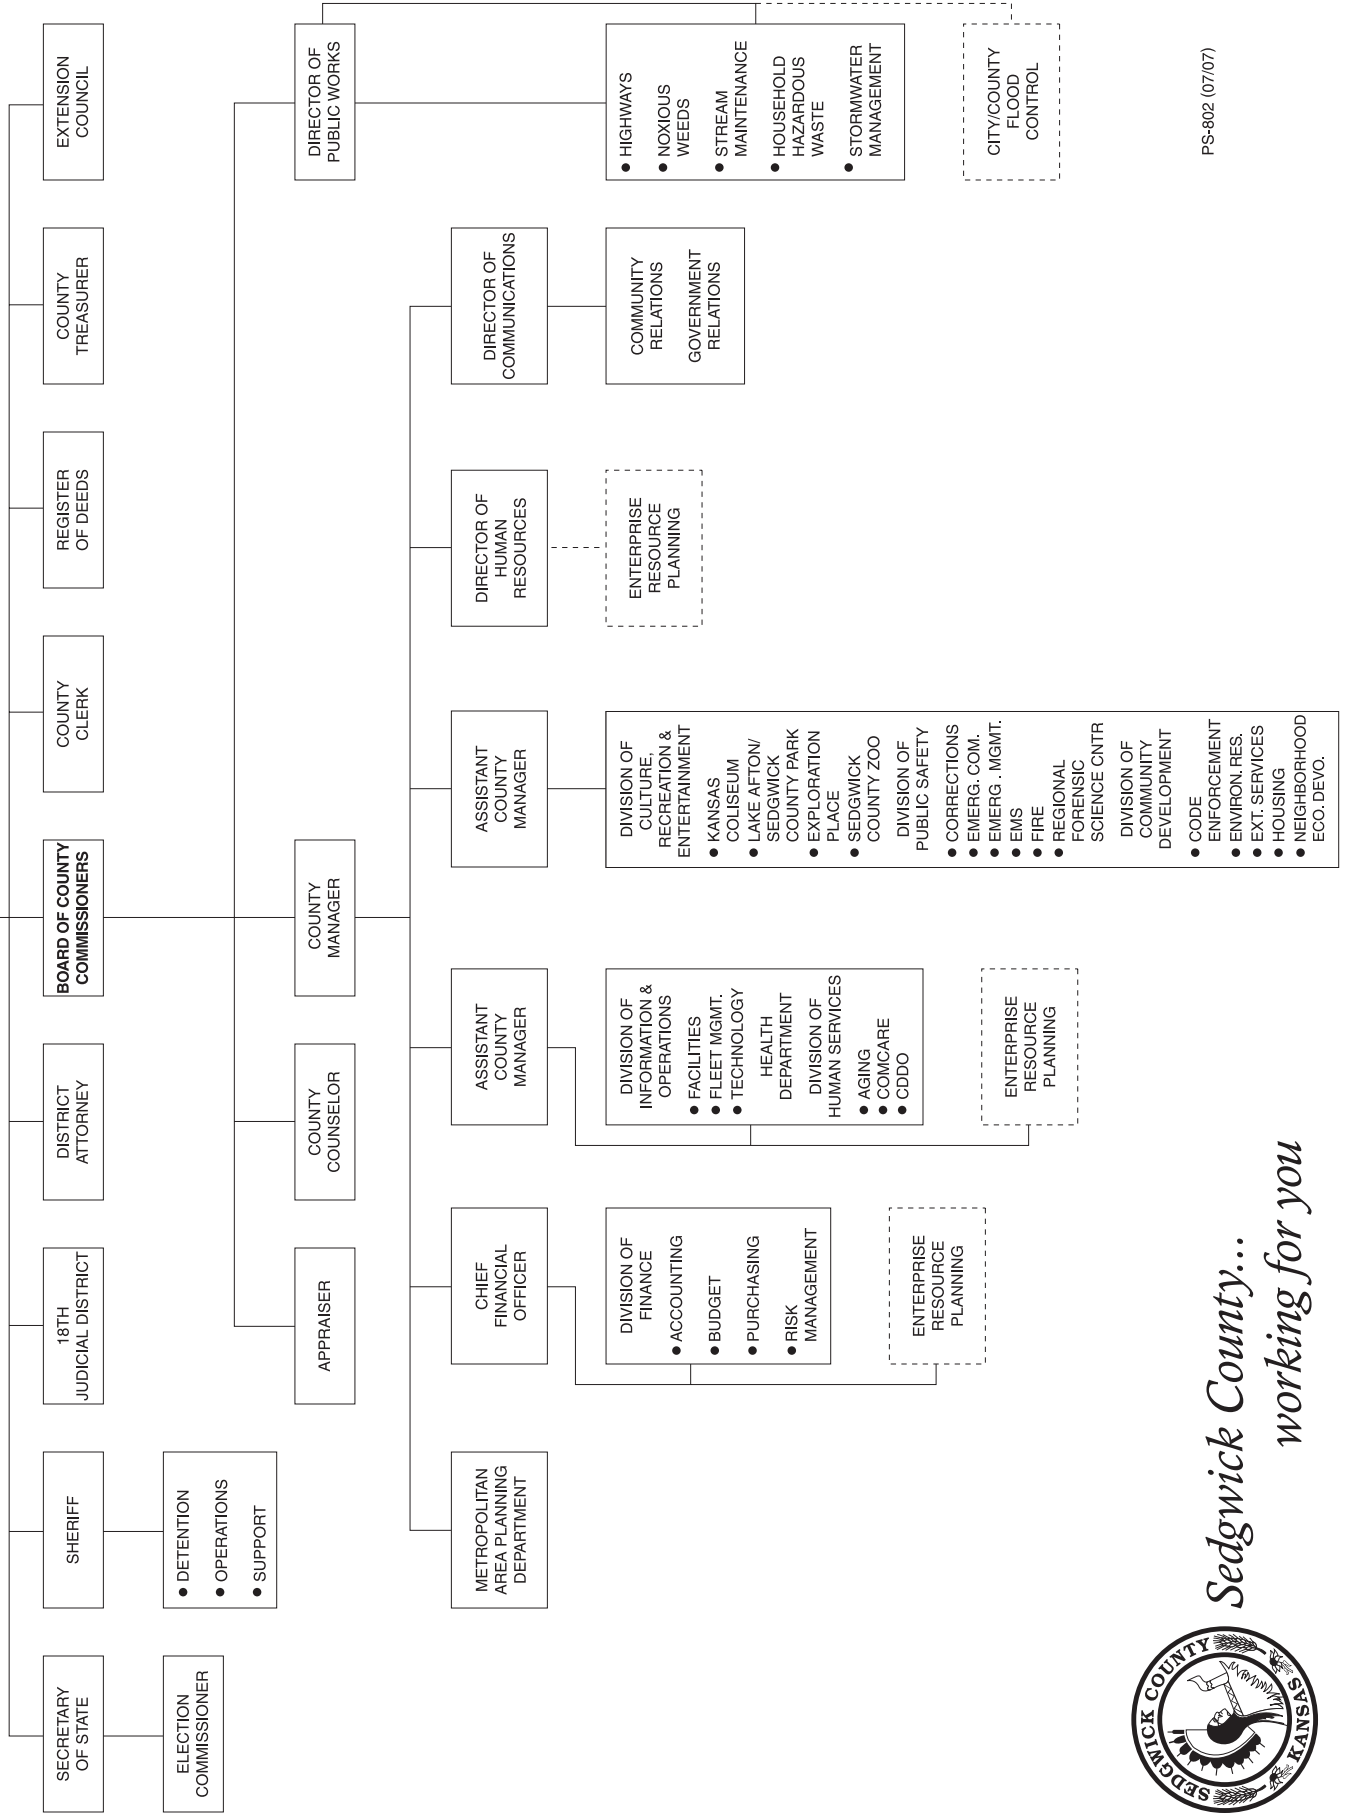 SECRETARY
OF STATE
SHERIFF
18TH
JUDICIAL DISTRICT
DISTRICT
ATTORNEY
BOARD OF COUNTY
COMMISSIONERS
COUNTY
CLERK
REGISTER
OF DEEDS
COUNTY
TREASURER
EXTENSION
COUNCIL
ELECTION
COMMISSIONER
● DETENTION
● OPERATIONS
● SUPPORT
APPRAISER
COUNTY
COUNSELOR
COUNTY
MANAGER
DIRECTOR OF
PUBLIC WORKS
METROPOLITAN
AREA PLANNING
DEPARTMENT
CHIEF
FINANCIAL
OFFICER
ASSISTANT
COUNTY
MANAGER
ASSISTANT
COUNTY
MANAGER
DIRECTOR OF
HUMAN
RESOURCES
DIRECTOR OF
COMMUNICATIONS
DIVISION OF
FINANCE
● ACCOUNTING
● BUDGET
● PURCHASING
● RISK
MANAGEMENT
ENTERPRISE
RESOURCE
PLANNING
DIVISION OF
INFORMATION &
OPERATIONS
● FACILITIES
● FLEET MGMT.
● TECHNOLOGY
HEALTH
DEPARTMENT
DIVISION OF
HUMAN SERVICES
● AGING
● COMCARE
● CDDO
ENTERPRISE
RESOURCE
PLANNING
DIVISION OF
CULTURE,
RECREATION &
ENTERTAINMENT
● KANSAS
COLISEUM
● LAKE AFTON/
SEDGWICK
COUNTY PARK
● EXPLORATION
PLACE
● SEDGWICK
COUNTY ZOO
DIVISION OF
PUBLIC SAFETY
● CORRECTIONS
● EMERG. COM.
● EMERG . MGMT.
● EMS
● FIRE
● REGIONAL
FORENSIC
SCIENCE CNTR
DIVISION OF
COMMUNITY
DEVELOPMENT
● CODE
ENFORCEMENT
● ENVIRON. RES.
● EXT. SERVICES
● HOUSING
● NEIGHBORHOOD
ECO. DEVO.
ENTERPRISE
RESOURCE
PLANNING
COMMUNITY
RELATIONS
GOVERNMENT
RELATIONS
● HIGHWAYS
● NOXIOUS
WEEDS
● STREAM
MAINTENANCE
● HOUSEHOLD
HAZARDOUS
WASTE
● STORMWATER
MANAGEMENT
CITY/COUNTY
FLOOD
CONTROL
SEDGWICK COUNTY
KANSAS
Sedgwick County...
working for you
PS-802 (07/07)